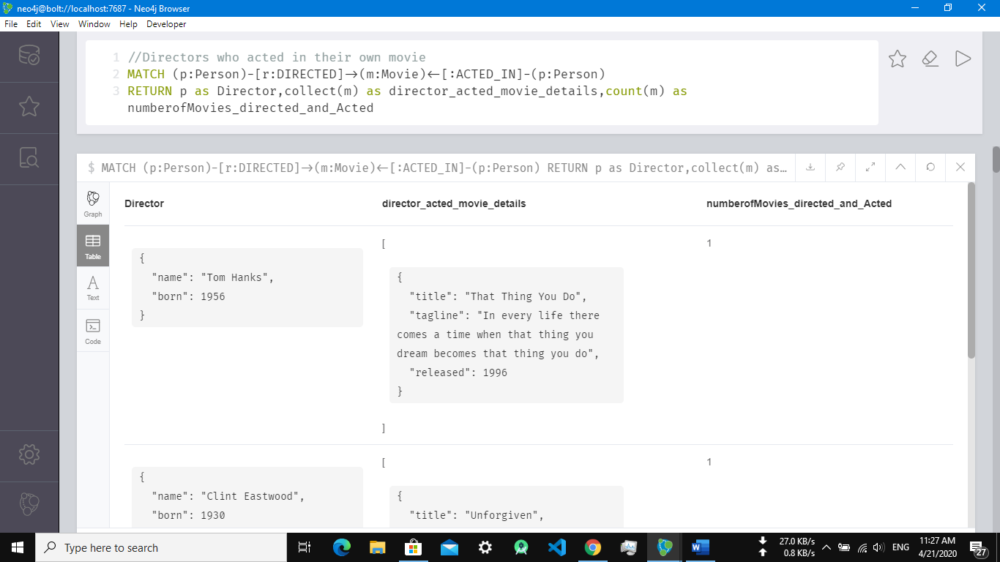 neo4j@bolt://localhost:7687 - Neo4j Browser
File Edit View Window Help Developer
1 //Directors who acted in their own movie
2 MATCH (p:Person)-[r:DIRECTED]->(m:Movie)<-[:ACTED_IN]-(p:Person)
3 RETURN p as Director,collect(m) as director_acted_movie_details,count(m) as
numberofMovies_directed_and_Acted
$ MATCH (p:Person)-[r:DIRECTED]->(m:Movie)<-[:ACTED_IN]-(p:Person) RETURN p as Director,collect(m) as…
Graph
Table
Text
Code
Director director_acted_movie_details numberofMovies_directed_and_Acted
{
"name": "Tom Hanks",
"born": 1956
}
[
{
"title": "That Thing You Do",
"tagline": "In every life there
comes a time when that thing you
dream becomes that thing you do",
"released": 1996
}
]
1
{
"name": "Clint Eastwood",
"born": 1930
[
{
"title": "Unforgiven",
1
Type here to search
27.0 KB/s
0.8 KB/s
ENG
11:27 AM
4/21/2020
27